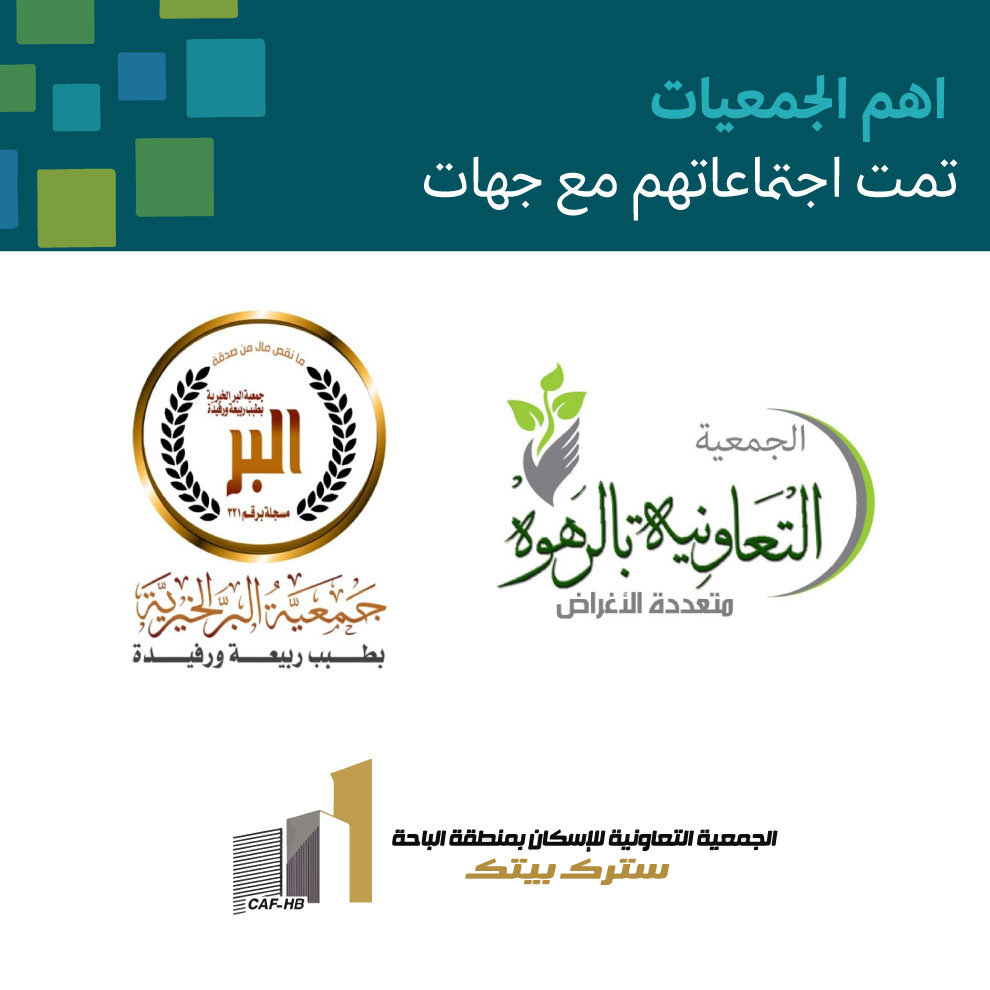 اهم الجمعيات
تمت اجتماعاتهم مع جهات
الجمعية
التعاونية بالرهوة
متعددة الأغراض
ما نقص مال من صدقة
جمعية البر الخيرية
بطبب ربيعة ورفيدة
البر
مسجلة برقم ٣٢١
جَمعيَّةُ البرِّ الخيريَّة
بطبب ربيعة ورفيدة
الجمعية التعاونية للإسكان بمنطقة الباحة
سترك بيتك
CAF-HB